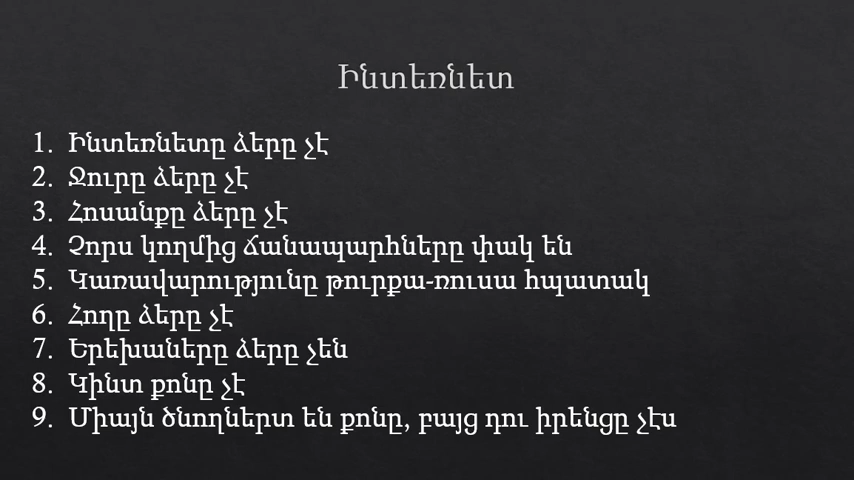 Ինտեռնետ
1. Ինտեռնետը ձերը չէ
2. Ջուրը ձերը չէ
3. Հոսանքը ձերը չէ
4. Չորս կողմից ճանապարհները փակ են
5. Կառավարությունը թուրքա-ռուսա հպատակ
6. Հողը ձերը չէ
7. Երեխաները ձերը չեն
8. Կինտ քոնը չէ
9. Միայն ծնողներտ են քոնը, բայց դու իրենցը չէս